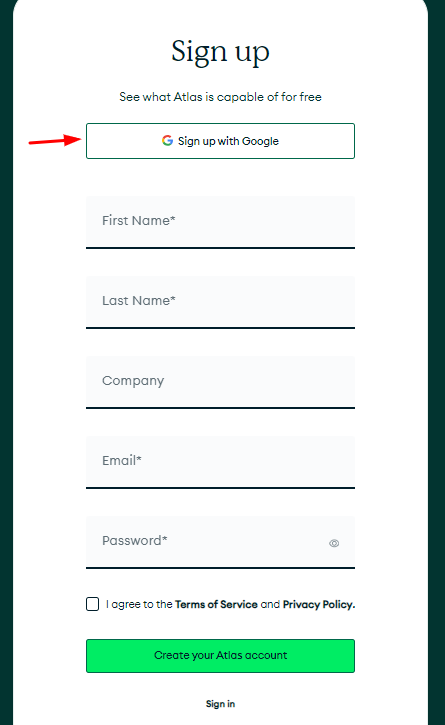 Sign up
See what Atlas is capable of for free
Sign up with Google
First Name*
Last Name*
Company
Email*
Password*
I agree to the Terms of Service and Privacy Policy.
Create your Atlas account
Sign in